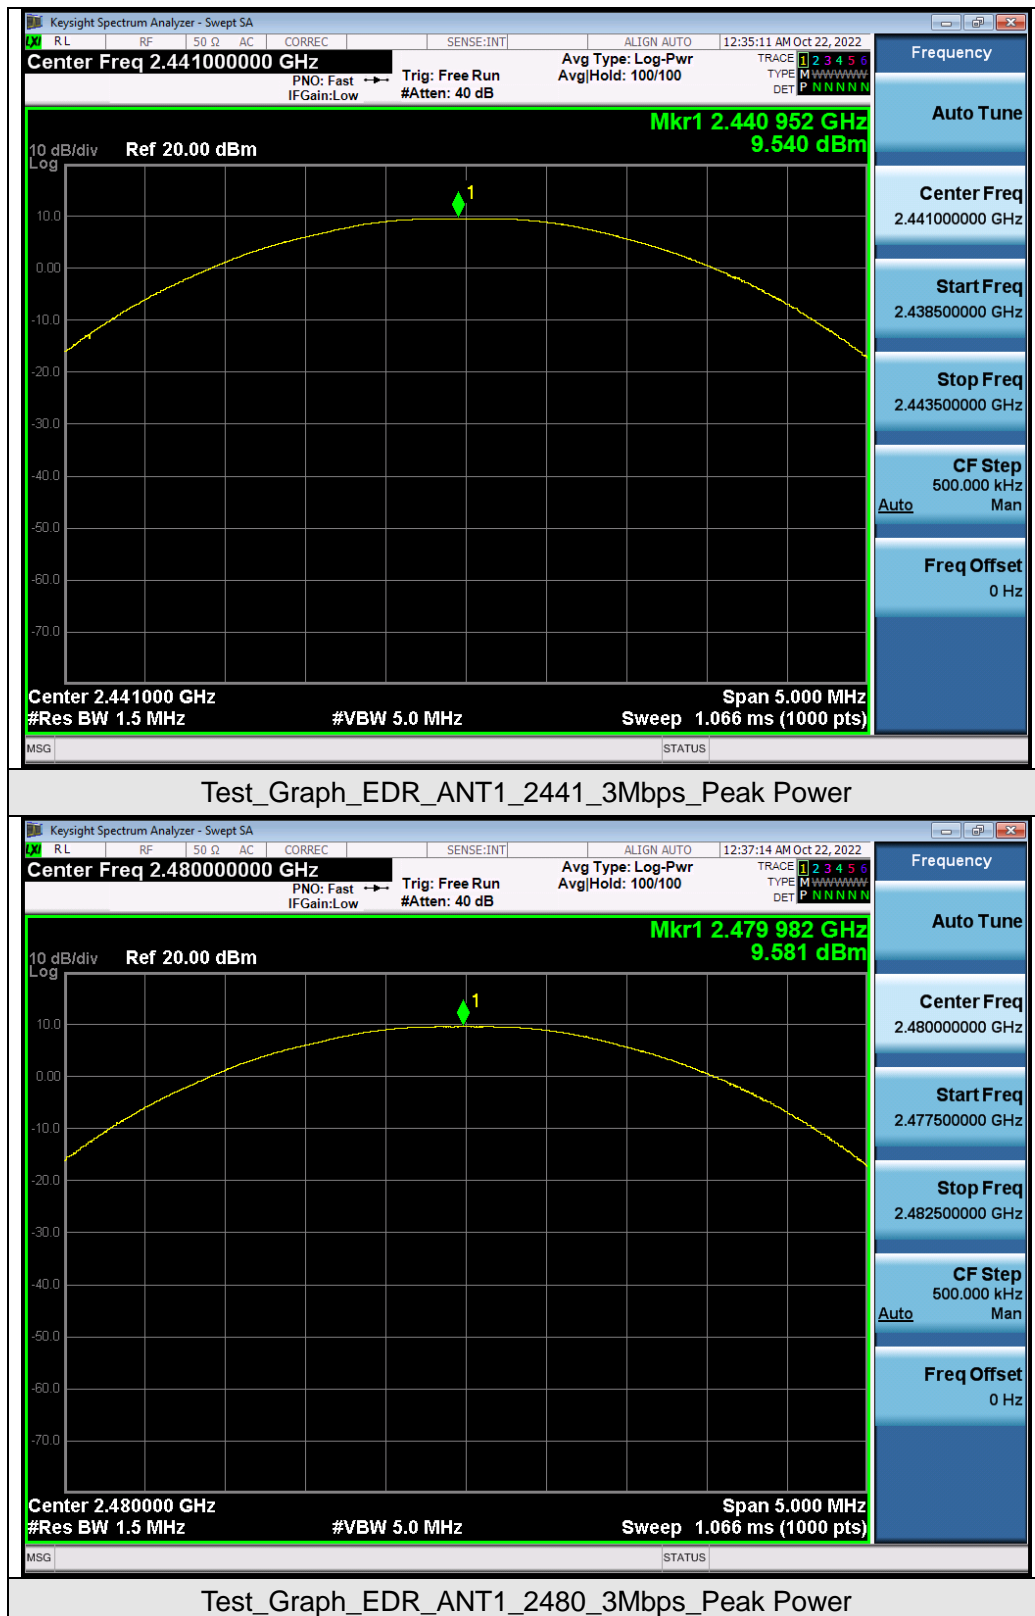 Keysight Spectrum Analyzer - Swept SA
LXI RL RF 50 Ω AC CORREC SENSE:INT ALIGN AUTO 12:35:11 AM Oct 22, 2022
Center Freq 2.441000000 GHz
PNO: Fast
IFGain:Low
Trig: Free Run
#Atten: 40 dB
Avg Type: Log-Pwr
Avg|Hold: 100/100
TRACE 1 2 3 4 5 6
TYPE M WWWWW
DET P N N N N N
Mkr1 2.440 952 GHz
9.540 dBm
10 dB/div Ref 20.00 dBm
Log
1
10.0
0.00
-10.0
-20.0
-30.0
-40.0
-50.0
-60.0
-70.0
Center 2.441000 GHz Span 5.000 MHz
#Res BW 1.5 MHz #VBW 5.0 MHz Sweep 1.066 ms (1000 pts)
MSG STATUS
Frequency
Auto Tune
Center Freq
2.441000000 GHz
Start Freq
2.438500000 GHz
Stop Freq
2.443500000 GHz
CF Step
500.000 kHz
Auto Man
Freq Offset
0 Hz
Test_Graph_EDR_ANT1_2441_3Mbps_Peak Power
Keysight Spectrum Analyzer - Swept SA
LXI RL RF 50 Ω AC CORREC SENSE:INT ALIGN AUTO 12:37:14 AM Oct 22, 2022
Center Freq 2.480000000 GHz
PNO: Fast
IFGain:Low
Trig: Free Run
#Atten: 40 dB
Avg Type: Log-Pwr
Avg|Hold: 100/100
TRACE 1 2 3 4 5 6
TYPE M WWWWW
DET P N N N N N
Mkr1 2.479 982 GHz
9.581 dBm
10 dB/div Ref 20.00 dBm
Log
1
10.0
0.00
-10.0
-20.0
-30.0
-40.0
-50.0
-60.0
-70.0
Center 2.480000 GHz Span 5.000 MHz
#Res BW 1.5 MHz #VBW 5.0 MHz Sweep 1.066 ms (1000 pts)
MSG STATUS
Frequency
Auto Tune
Center Freq
2.480000000 GHz
Start Freq
2.477500000 GHz
Stop Freq
2.482500000 GHz
CF Step
500.000 kHz
Auto Man
Freq Offset
0 Hz
Test_Graph_EDR_ANT1_2480_3Mbps_Peak Power